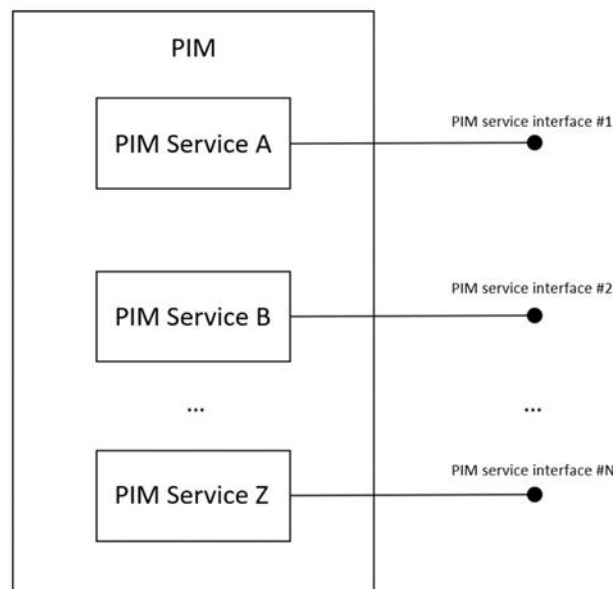 PIM
PIM service interface #1
PIM Service A
PIM service interface #2
PIM Service B
... ...
PIM service interface #N
PIM Service Z